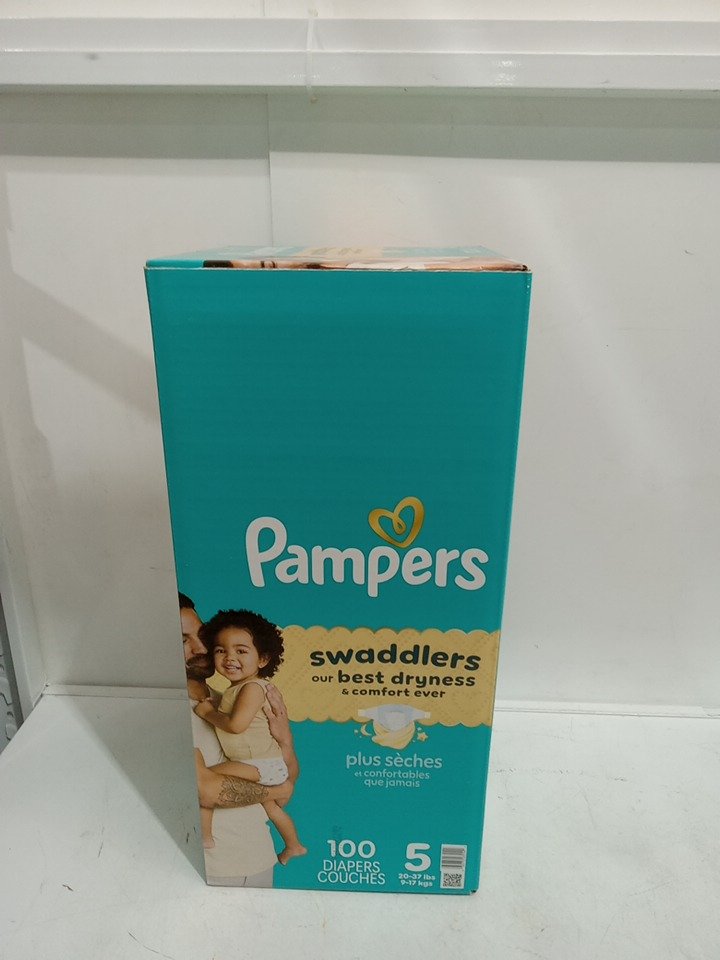 Pampers
swaddlers
our best dryness
& comfort ever
plus sèches
et confortables
que jamais
100
DIAPERS
COUCHES
5
20-37 lbs
9-17 kgs